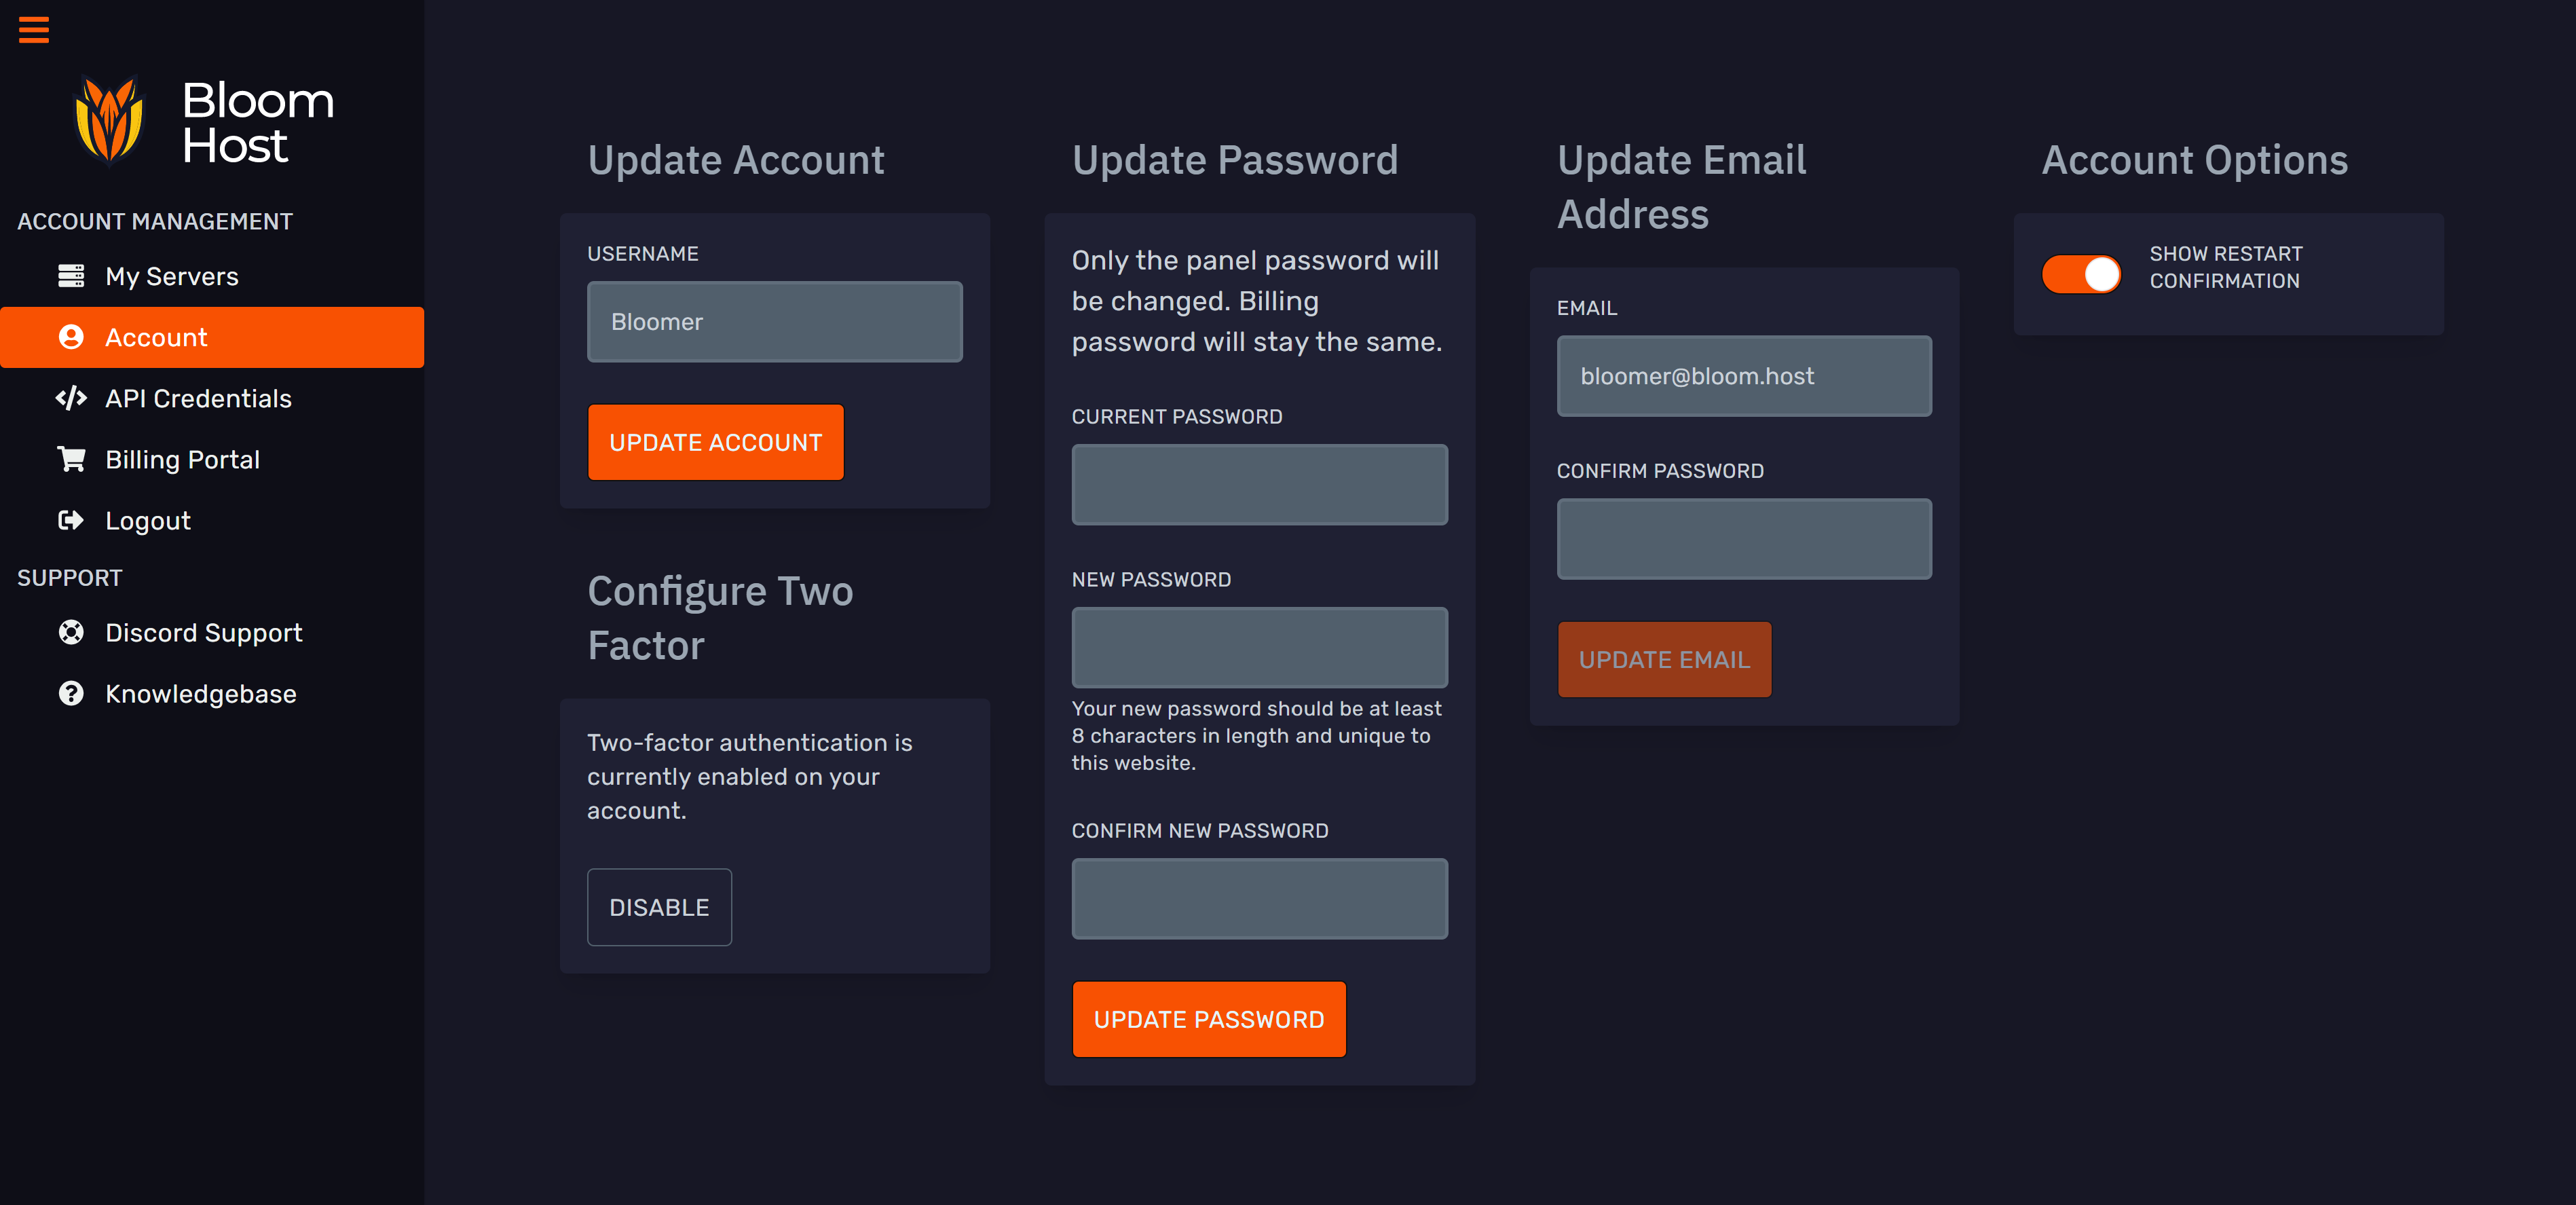 Bloom
Host
ACCOUNT MANAGEMENT
My Servers
Account
API Credentials
Billing Portal
Logout
SUPPORT
Discord Support
Knowledgebase
Update Account
USERNAME
Bloomer
UPDATE ACCOUNT
Configure Two
Factor
Two-factor authentication is
currently enabled on your
account.
DISABLE
Update Password
Only the panel password will
be changed. Billing
password will stay the same.
CURRENT PASSWORD
NEW PASSWORD
Your new password should be at least
8 characters in length and unique to
this website.
CONFIRM NEW PASSWORD
UPDATE PASSWORD
Update Email
Address
EMAIL
bloomer@bloom.host
CONFIRM PASSWORD
UPDATE EMAIL
Account Options
SHOW RESTART
CONFIRMATION